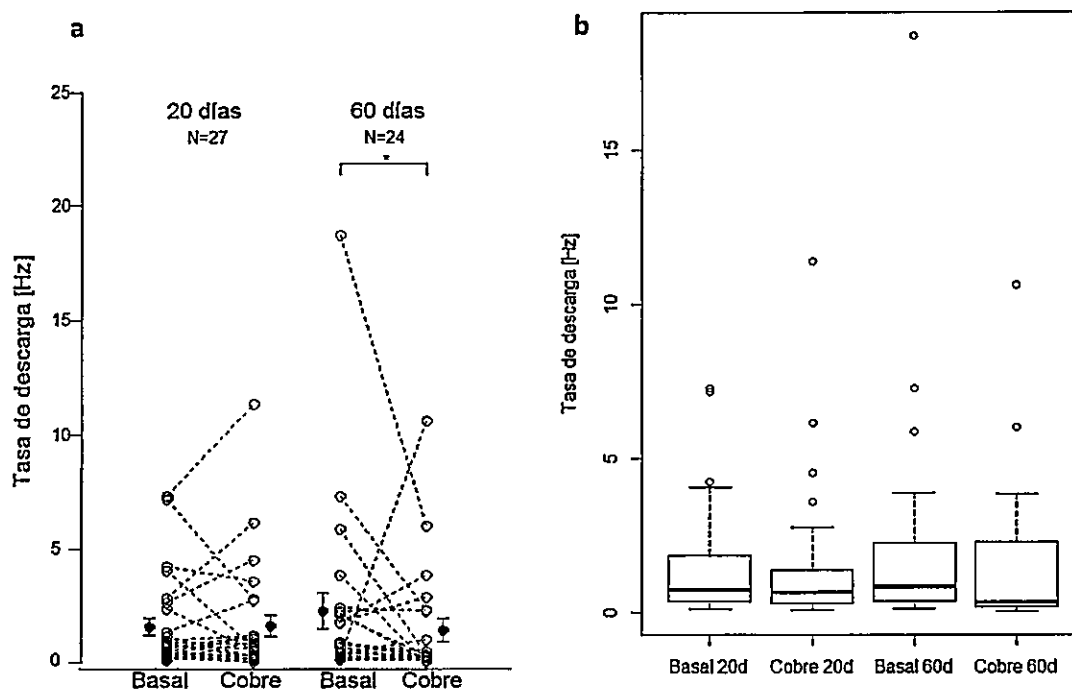 a
Tasa de descarga [Hz]
25
20
15
10
5
0
20 días
N=27
60 días
N=24
*
Basal
Cobre
Basal
Cobre
b
Tasa de descarga [Hz]
15
10
5
0
Basal 20d
Cobre 20d
Basal 60d
Cobre 60d